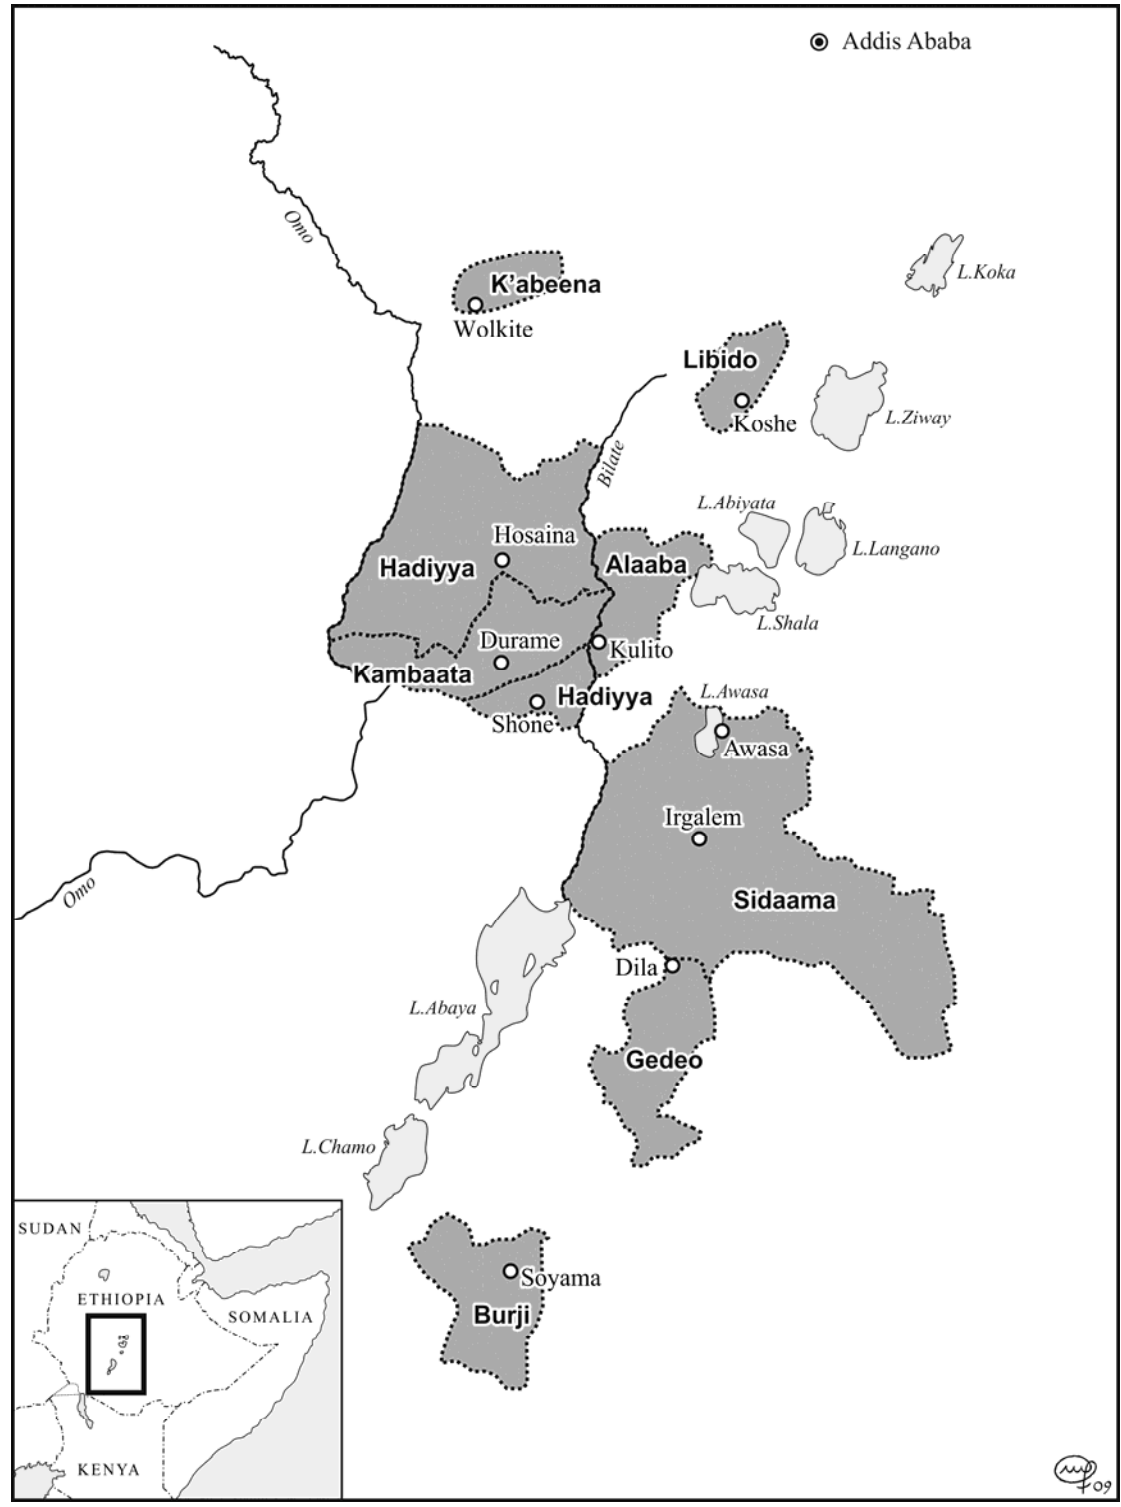 Addis Ababa
Omo
L.Koka
K'abeena
Wolkite
Libido
Koshe
L.Ziway
Bilate
L.Abiyata
Hosaina
L.Langano
Hadiyya
Alaaba
L.Shala
Durame
Kulito
Kambaata
Hadiyya
L.Awasa
Shone
Awasa
Irgalem
Omo
Sidaama
Dila
L.Abaya
Gedeo
L.Chamo
SUDAN
Soyama
ETHIOPIA
SOMALIA
Burji
KENYA
09